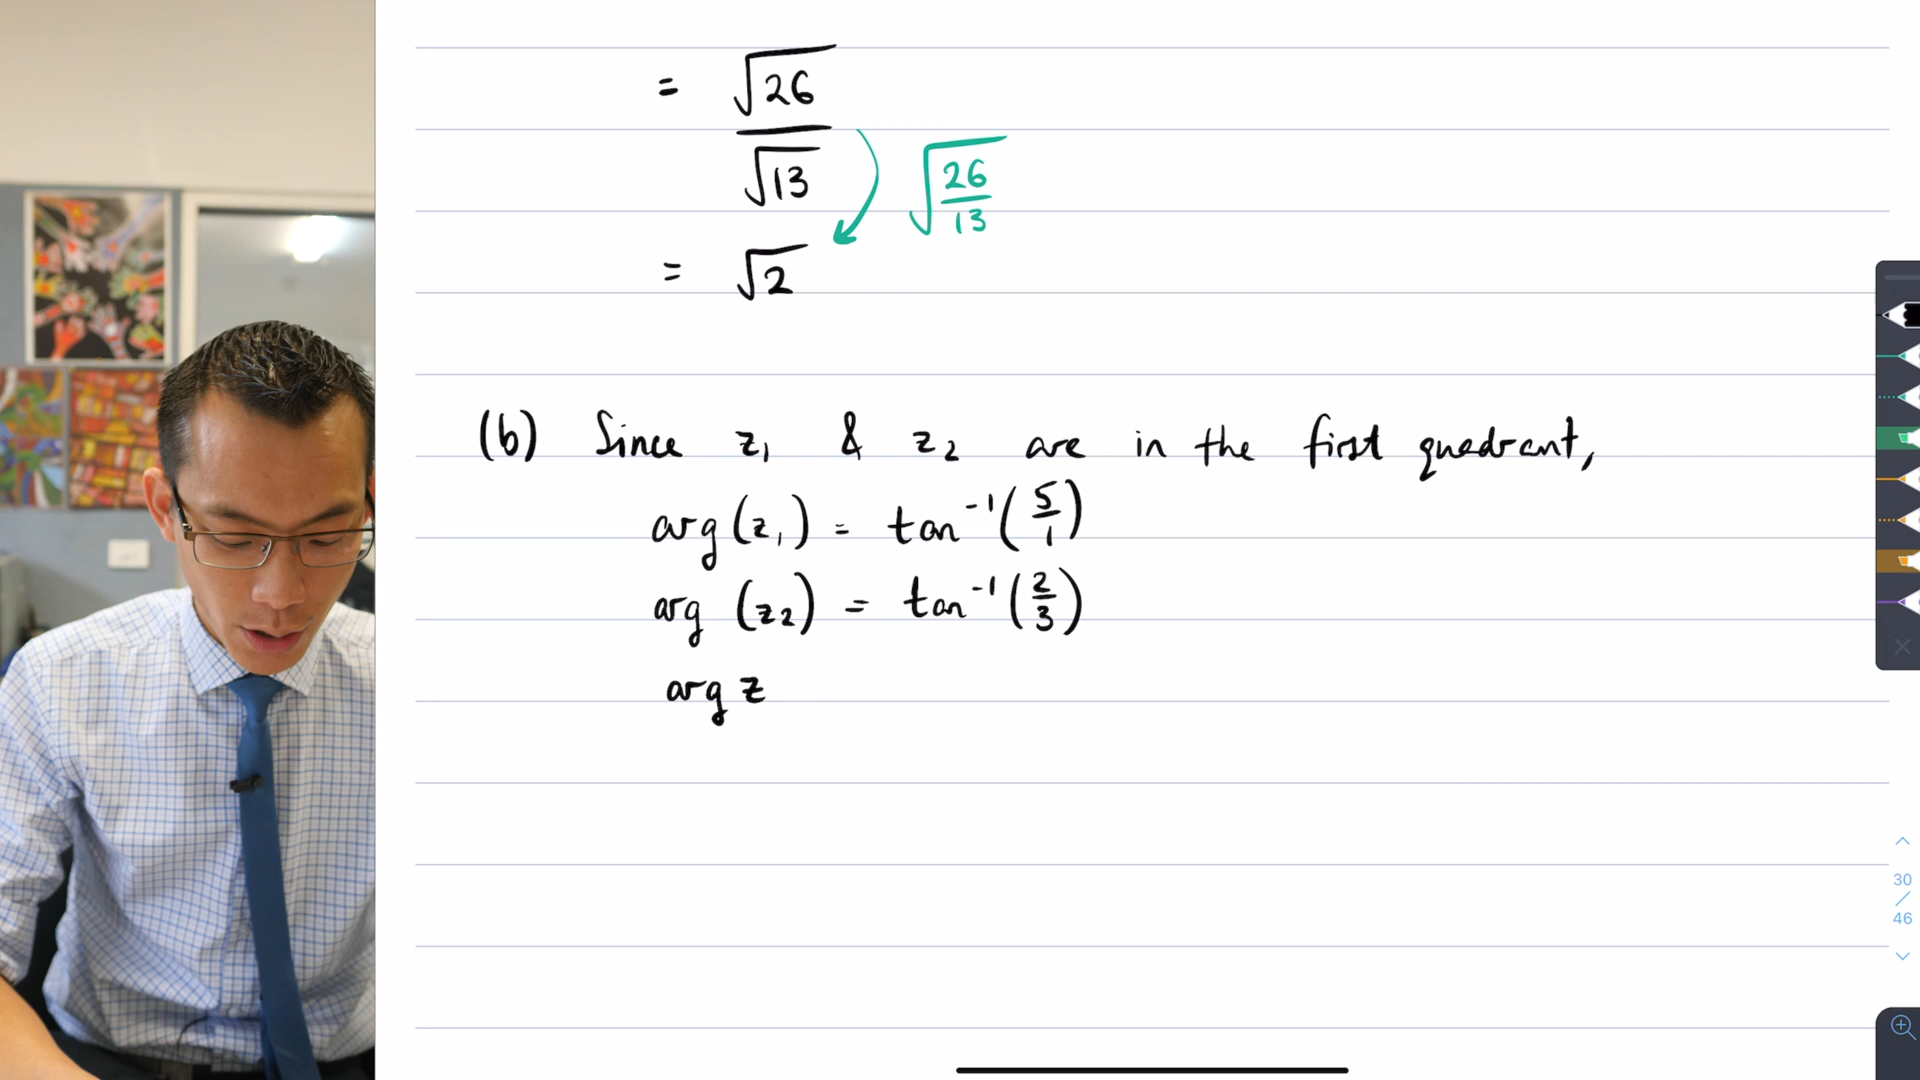 = √26 / √13
√(26/13)
= √2
(b) Since z₁ & z₂ are in the first quadrant,
arg(z₁) = tan⁻¹(5/1)
arg (z₂) = tan⁻¹(2/3)
arg z
30
/
46